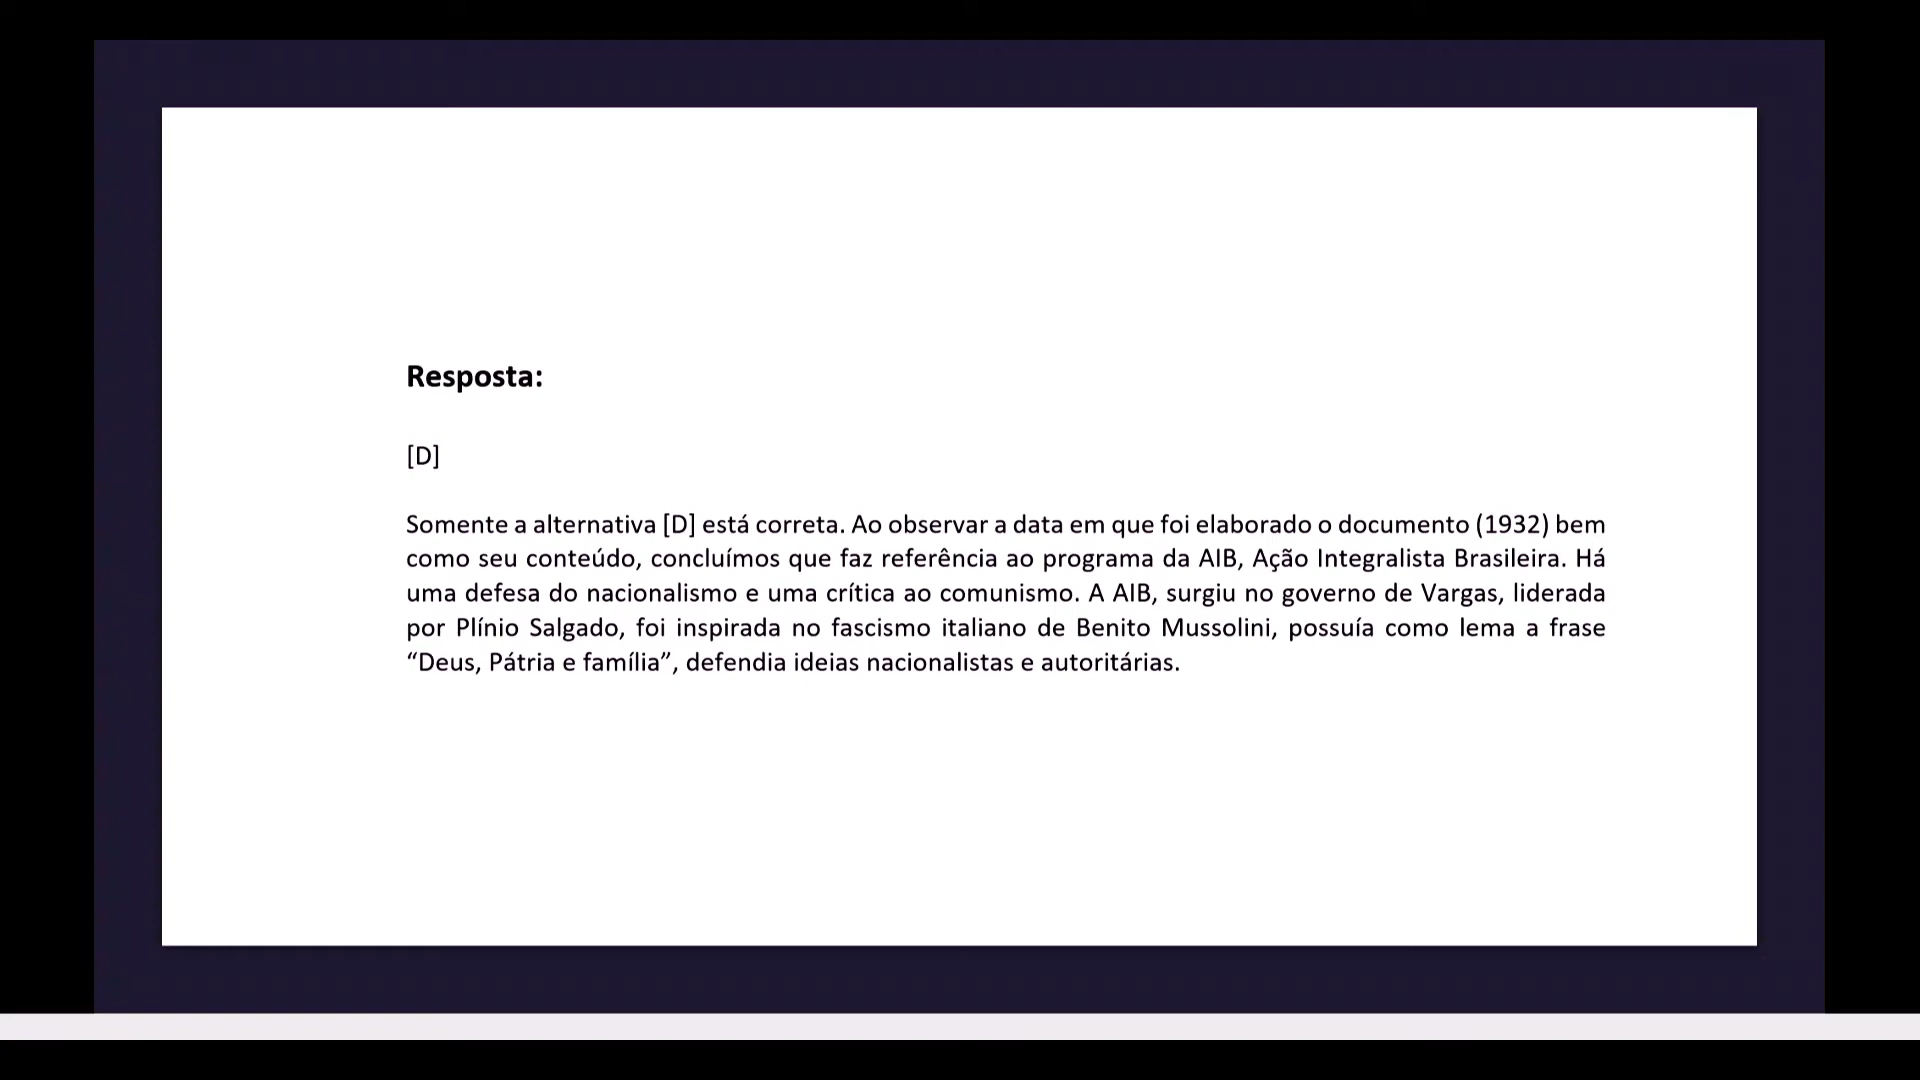 Resposta:
[D]
Somente a alternativa [D] está correta. Ao observar a data em que foi elaborado o documento (1932) bem
como seu conteúdo, concluímos que faz referência ao programa da AIB, Ação Integralista Brasileira. Há
uma defesa do nacionalismo e uma crítica ao comunismo. A AIB, surgiu no governo de Vargas, liderada
por Plínio Salgado, foi inspirada no fascismo italiano de Benito Mussolini, possuía como lema a frase
“Deus, Pátria e família”, defendia ideias nacionalistas e autoritárias.